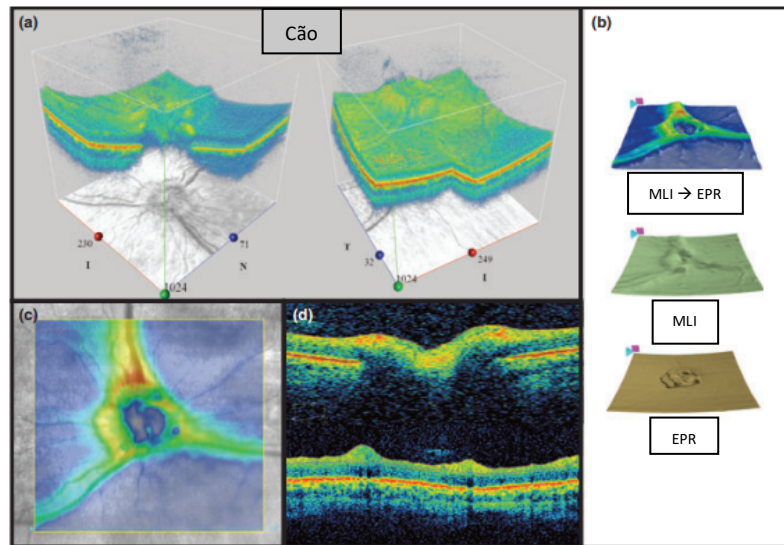 (a)
Cão
230
I
71
N
1024
T
32
1024
249
I
(b)
MLI → EPR
MLI
EPR
(c)
(d)